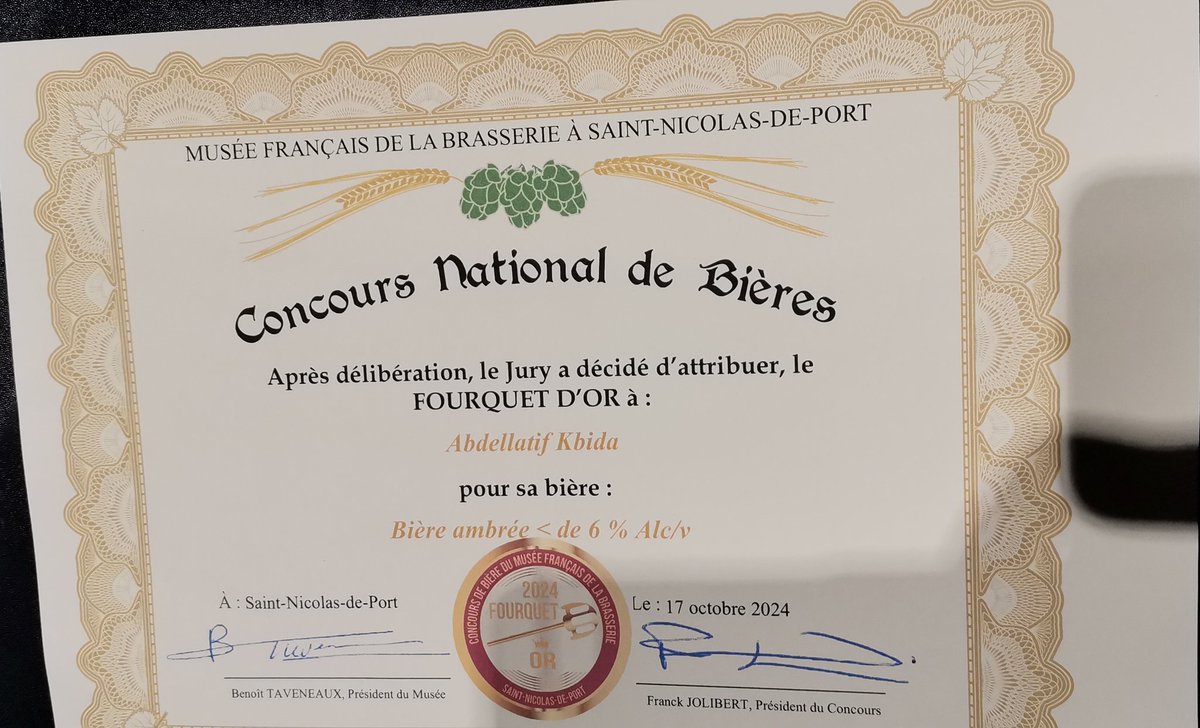 MUSÉE FRANÇAIS DE LA BRASSERIE À SAINT-NICOLAS-DE-PORT
Concours National de Bières
Après délibération, le Jury a décidé d'attribuer, le
FOURQUET D'OR à :
Abdellatif Kbida
pour sa bière :
Bière ambrée < de 6 % Alc/v
À : Saint-Nicolas-de-Port
Le : 17 octobre 2024
CONCOURS DE BIÈRE DU MUSÉE FRANÇAIS DE LA BRASSERIE
2024
FOURQUET
OR
SAINT-NICOLAS-DE-PORT
Benoît TAVENEAUX, Président du Musée
Franck JOLIBERT, Président du Concours